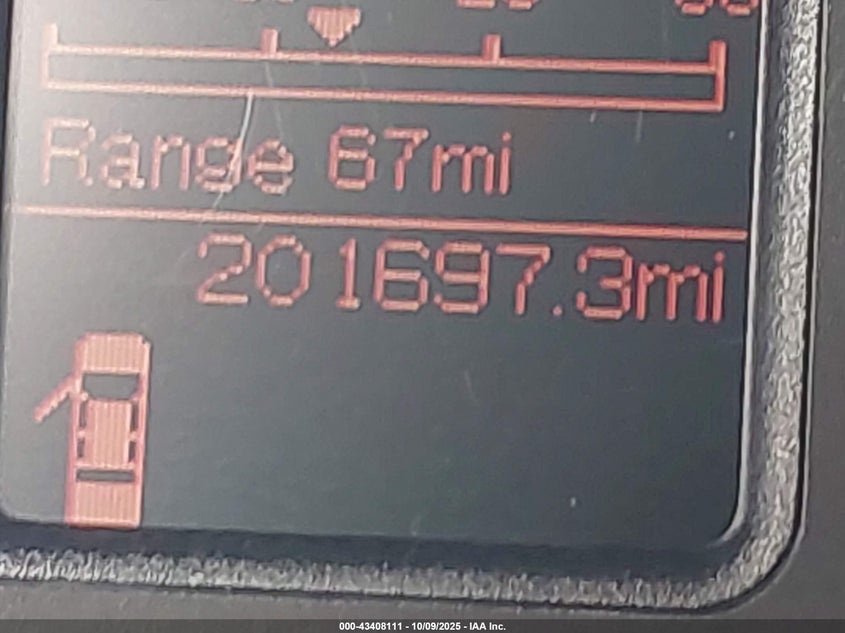 Range 67mi
201697.3mi
000-43408111 - 10/09/2025 - IAA Inc.